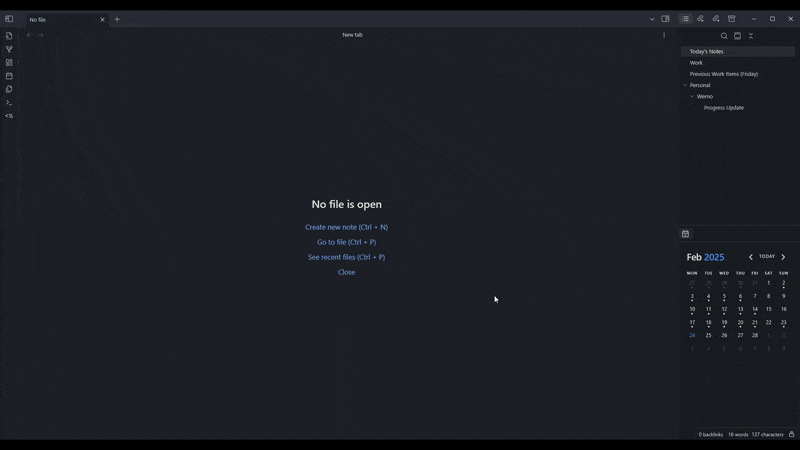 No file
New tab
No file is open
Create new note (Ctrl + N)
Go to file (Ctrl + P)
See recent files (Ctrl + P)
Close
Today's Notes
Work
Previous Work Items (Friday)
Personal
Werno
Progress Update
Feb 2025
TODAY
MON TUE WED THU FRI SAT SUN
27 28 29 30 31 1 2
3 4 5 6 7 8 9
10 11 12 13 14 15 16
17 18 19 20 21 22 23
24 25 26 27 28 1 2
3 4 5 6 7 8 9
0 backlinks 16 words 137 characters